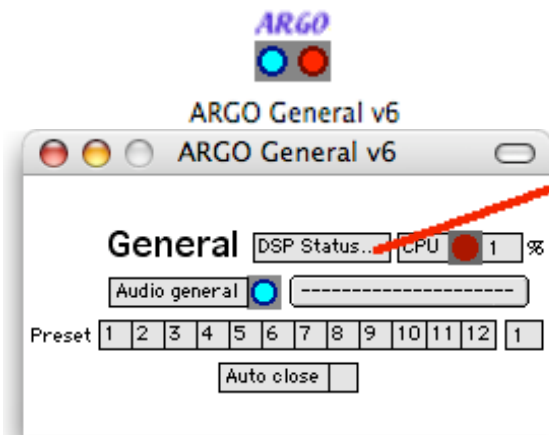 ARGO
ARGO General v6
ARGO General v6
General DSP Status... CPU 1 %
Audio general ----------------------
Preset 1 2 3 4 5 6 7 8 9 10 11 12 1
Auto close